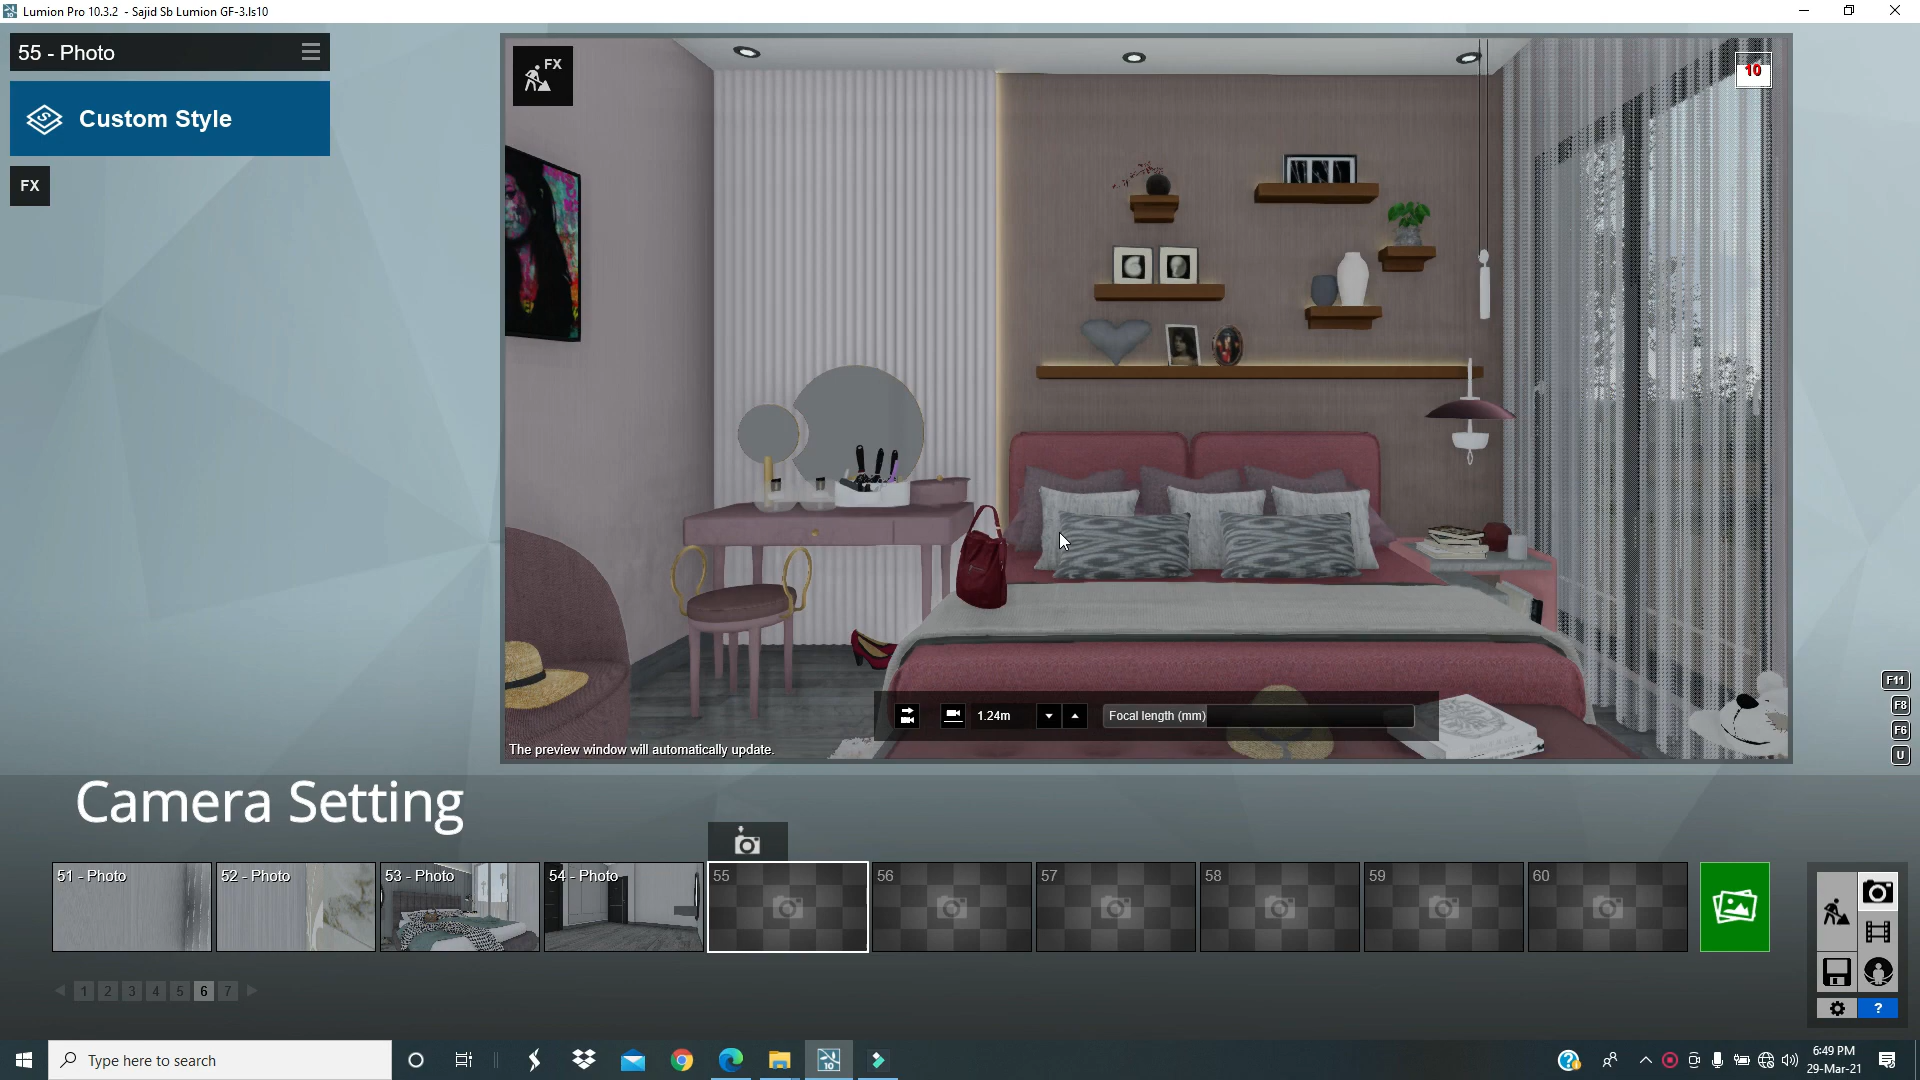 Lumion Pro 10.3.2 - Sajid Sb Lumion GF-3.ls10
55 - Photo
Custom Style
FX
FX
10
1.24m
Focal length (mm)
The preview window will automatically update.
F11
F8
F6
U
Camera Setting
51 - Photo
52 - Photo
53 - Photo
54 - Photo
55
56
57
58
59
60
1 2 3 4 5 6 7
?
Type here to search
10
6:49 PM
29-Mar-21